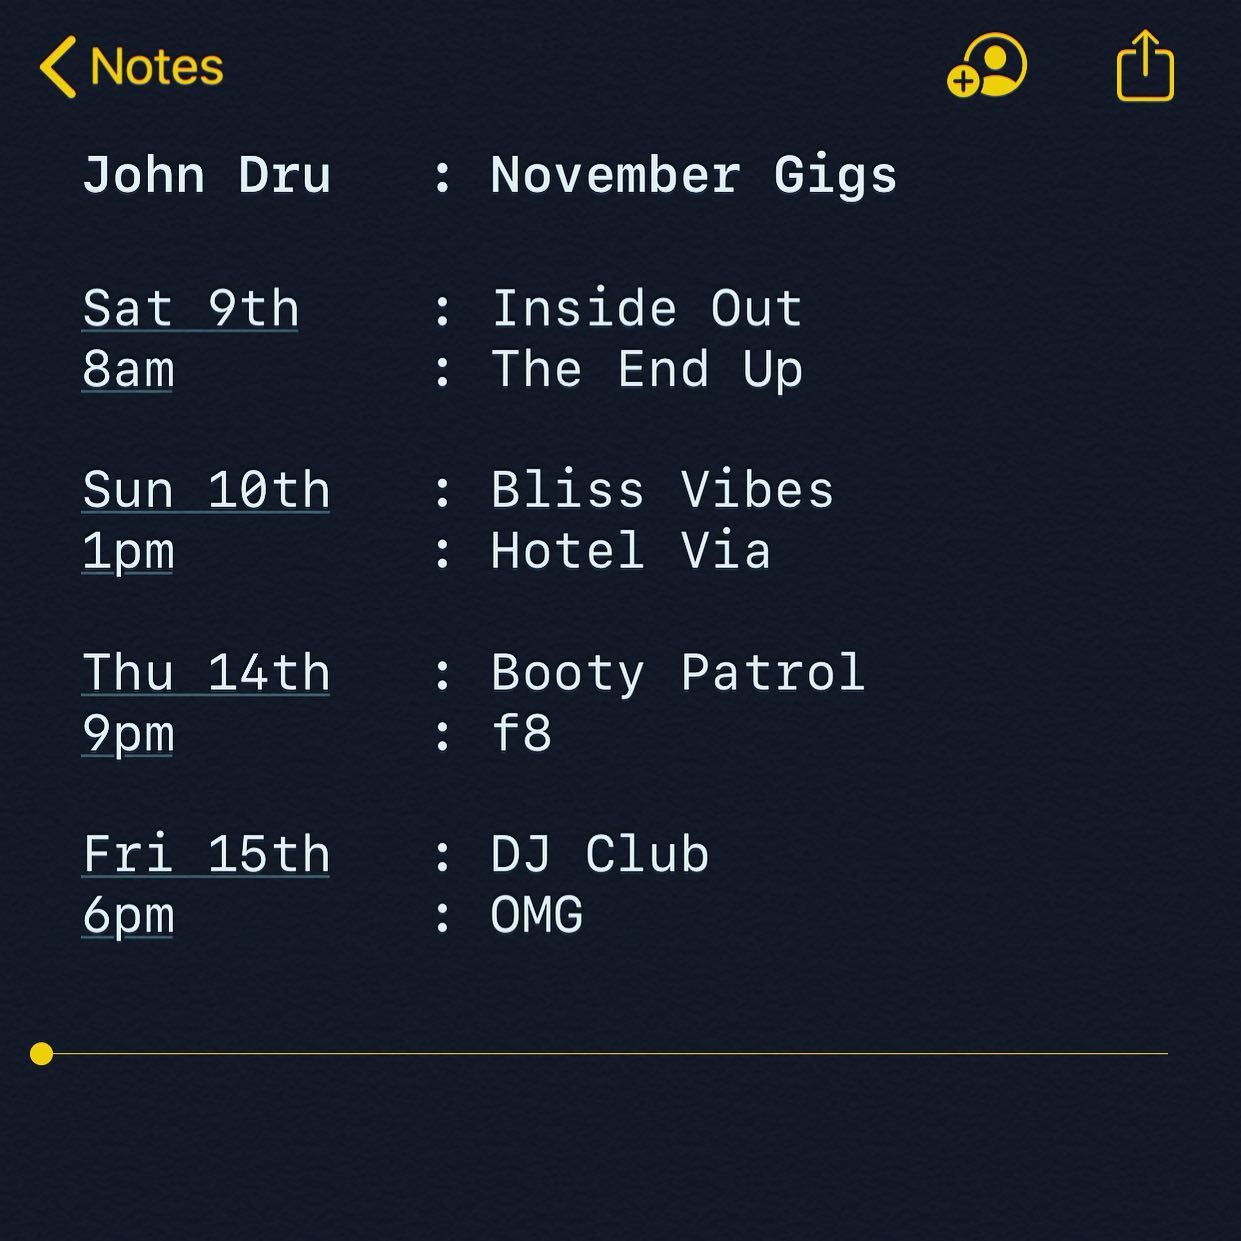 Notes
John Dru : November Gigs
Sat 9th : Inside Out
8am : The End Up
Sun 10th : Bliss Vibes
1pm : Hotel Via
Thu 14th : Booty Patrol
9pm : f8
Fri 15th : DJ Club
6pm : OMG